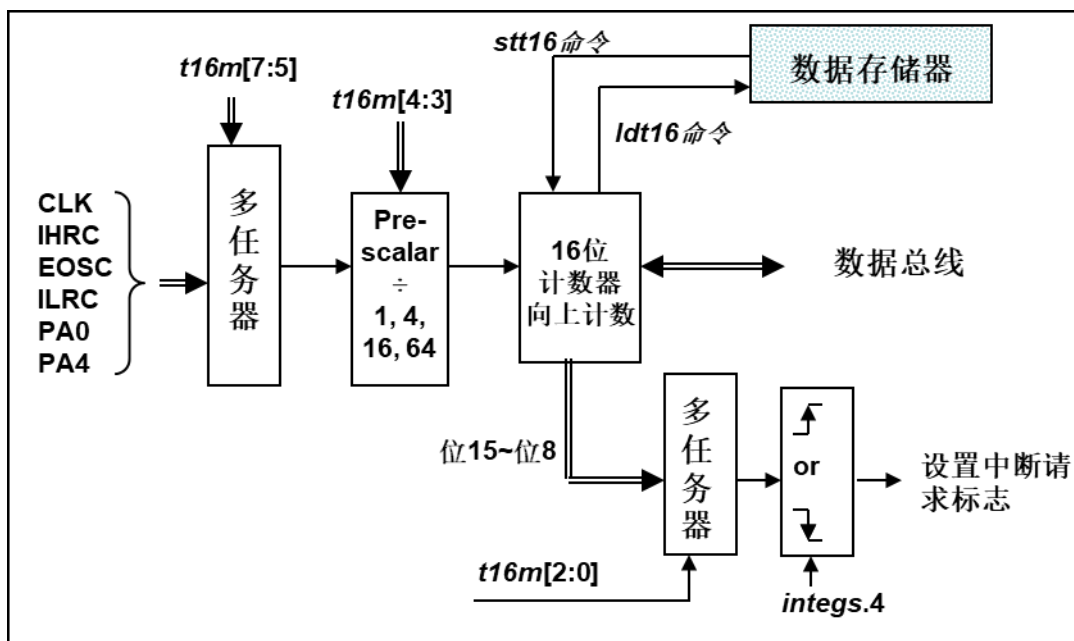 stt16命令
数据存储器
t16m[7:5]
t16m[4:3]
ldt16命令
CLK
IHRC
EOSC
ILRC
PA0
PA4
多
任
务
器
Pre-
scalar
÷
1, 4,
16, 64
16位
计数器
向上计数
数据总线
位15~位8
多
任
务
器
or
设置中断请
求标志
t16m[2:0]
integs.4